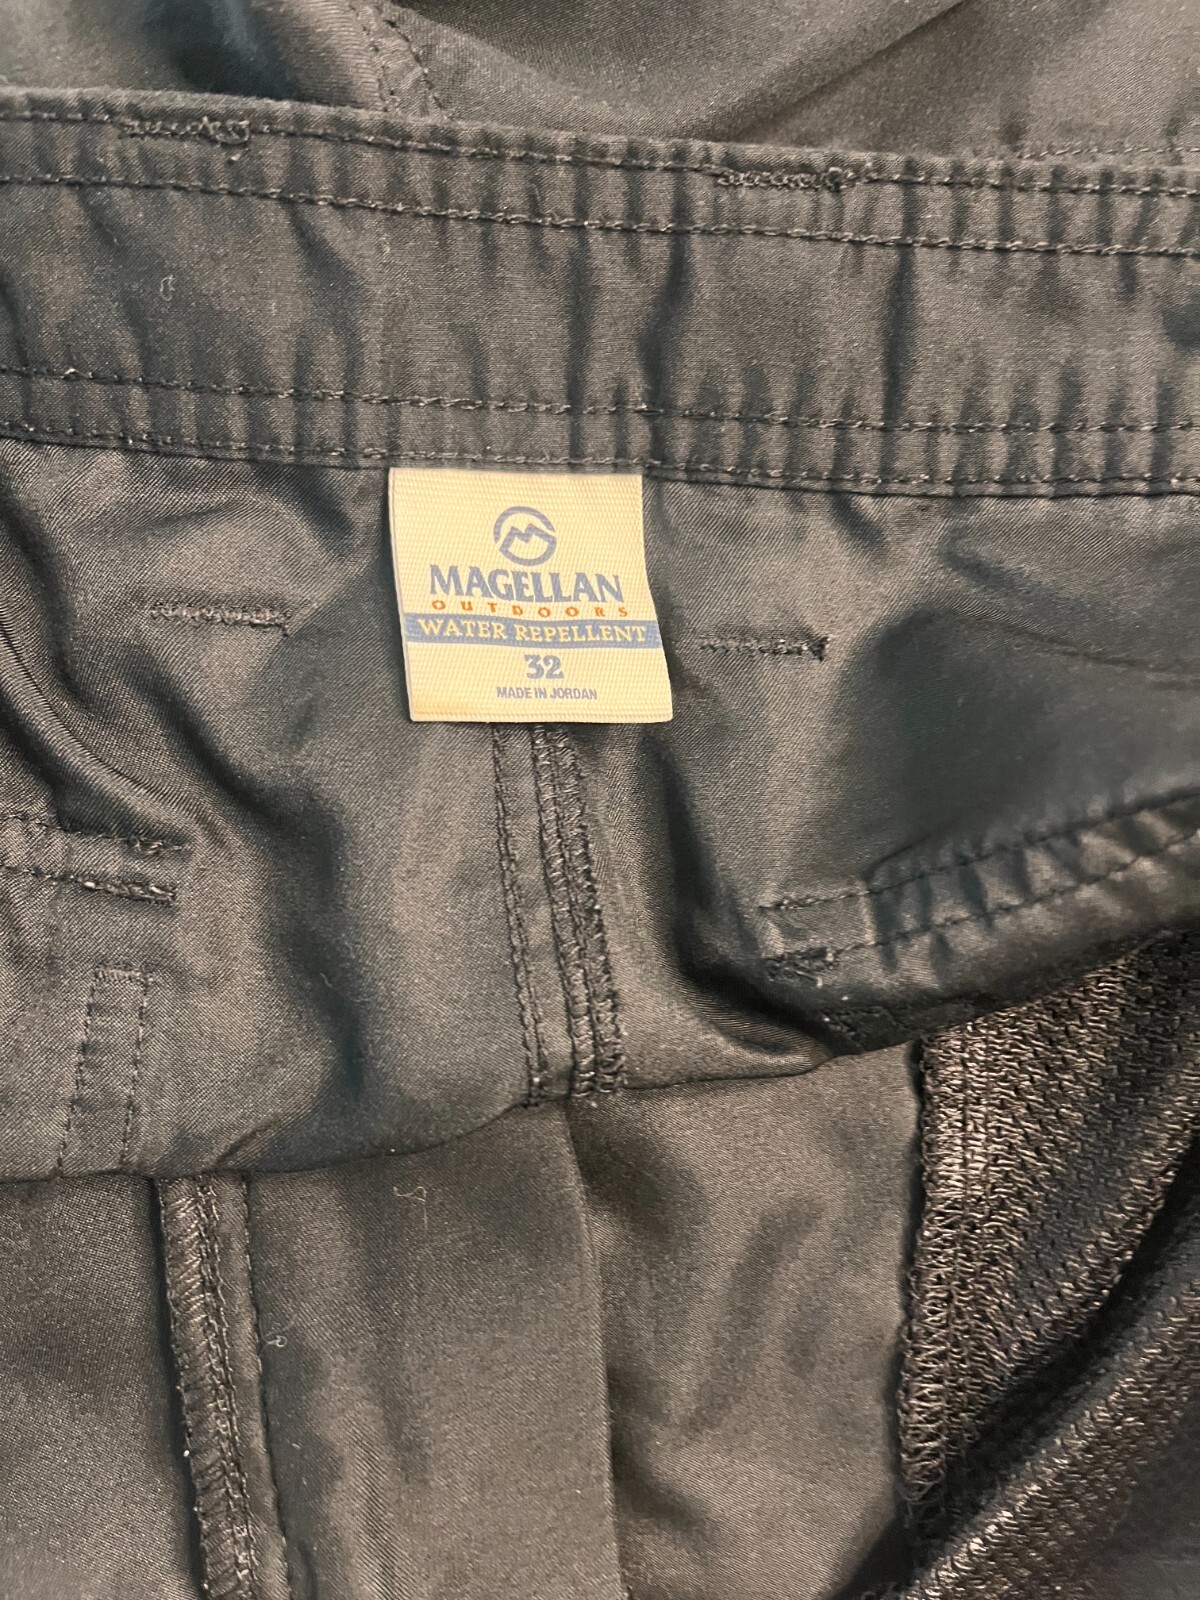 MAGELLAN
OUTDOORS
WATER REPELLENT
32
MADE IN JORDAN